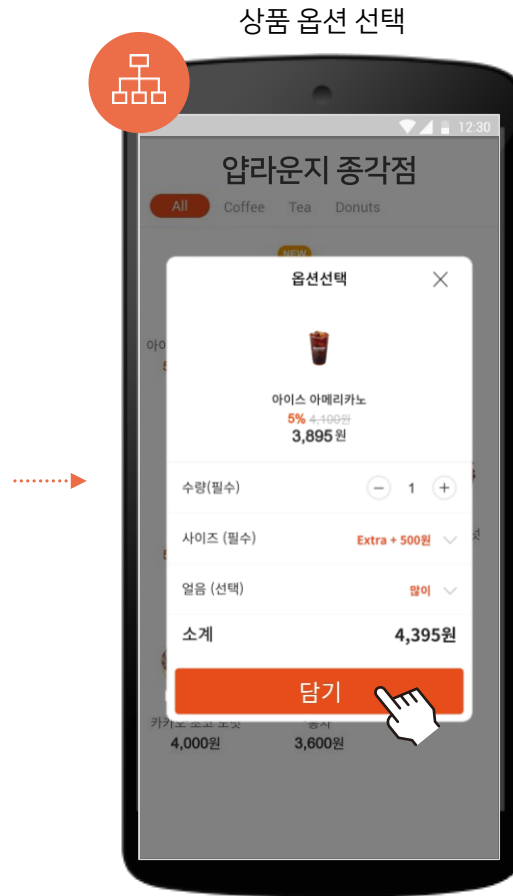 상품 옵션 선택
12:30
얍라운지 종각점
All Coffee Tea Donuts
NEW
옵션선택
아이스 아메리카노
5% 4,100원
3,895원
수량(필수) 1
사이즈 (필수) Extra + 500원
얼음 (선택) 많이
소계 4,395원
담기
4,000원 3,600원